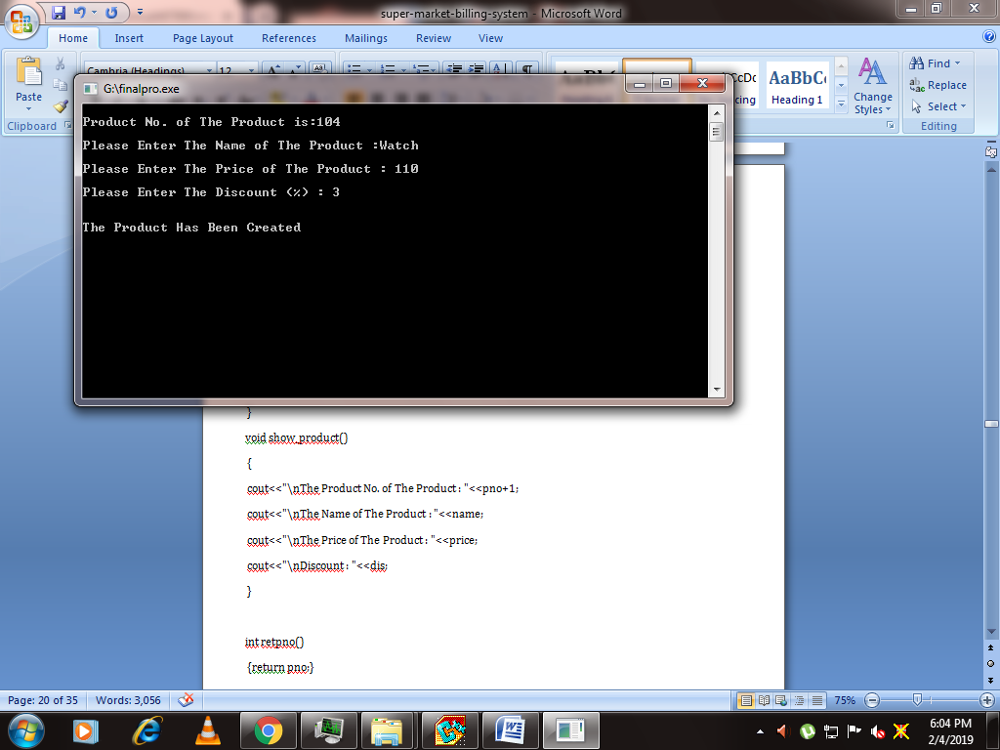 super-market-billing-system - Microsoft Word
Home Insert Page Layout References Mailings Review View
Cambria (Headings) 12
Paste
Clipboard
AaBbCc
Heading 1
Change
Styles
Find
Replace
Select
Editing
G:\finalpro.exe
Product No. of The Product is:104
Please Enter The Name of The Product :Watch
Please Enter The Price of The Product : 110
Please Enter The Discount (%) : 3
The Product Has Been Created
}
void show_product()
{
cout<<"\nThe Product No. of The Product : "<<pno+1;
cout<<"\nThe Name of The Product : "<<name;
cout<<"\nThe Price of The Product : "<<price;
cout<<"\nDiscount : "<<dis;
}
int retpno()
{return pno;}
Page: 20 of 35 Words: 3,056 75%
6:04 PM
2/4/2019